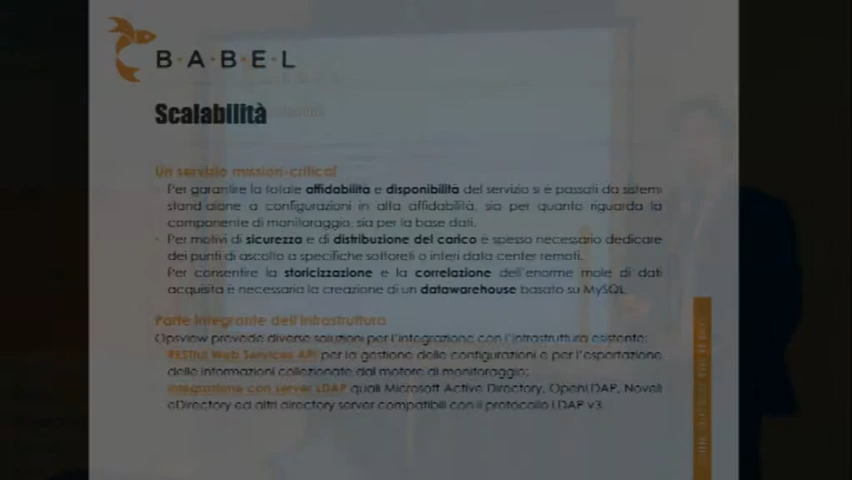 B·A·B·E·L
Scalabilità
Un servizio mission-critical
Per garantire la totale affidabilità e disponibilità del servizio si è passati da sistemi
stand-alone a configurazioni in alta affidabilità, sia per quanto riguarda la
componente di monitoraggio, sia per la base dati.
Per motivi di sicurezza e di distribuzione del carico è spesso necessario dedicare
dei punti di ascolto a specifiche sottoreti o interi data center remoti.
Per consentire la storicizzazione e la correlazione dell'enorme mole di dati
acquisita è necessaria la creazione di un datawarehouse basato su MySQL.
Parte integrante dell'infrastruttura
Opsview prevede diverse soluzioni per l'integrazione con l'infrastruttura esistente:
RESTful Web Services API per la gestione delle configurazioni e per l'esportazione
delle informazioni collezionate dal motore di monitoraggio;
Integrazione con server LDAP quali Microsoft Active Directory, OpenLDAP, Novell
eDirectory ed altri directory server compatibili con il protocollo LDAP v3.